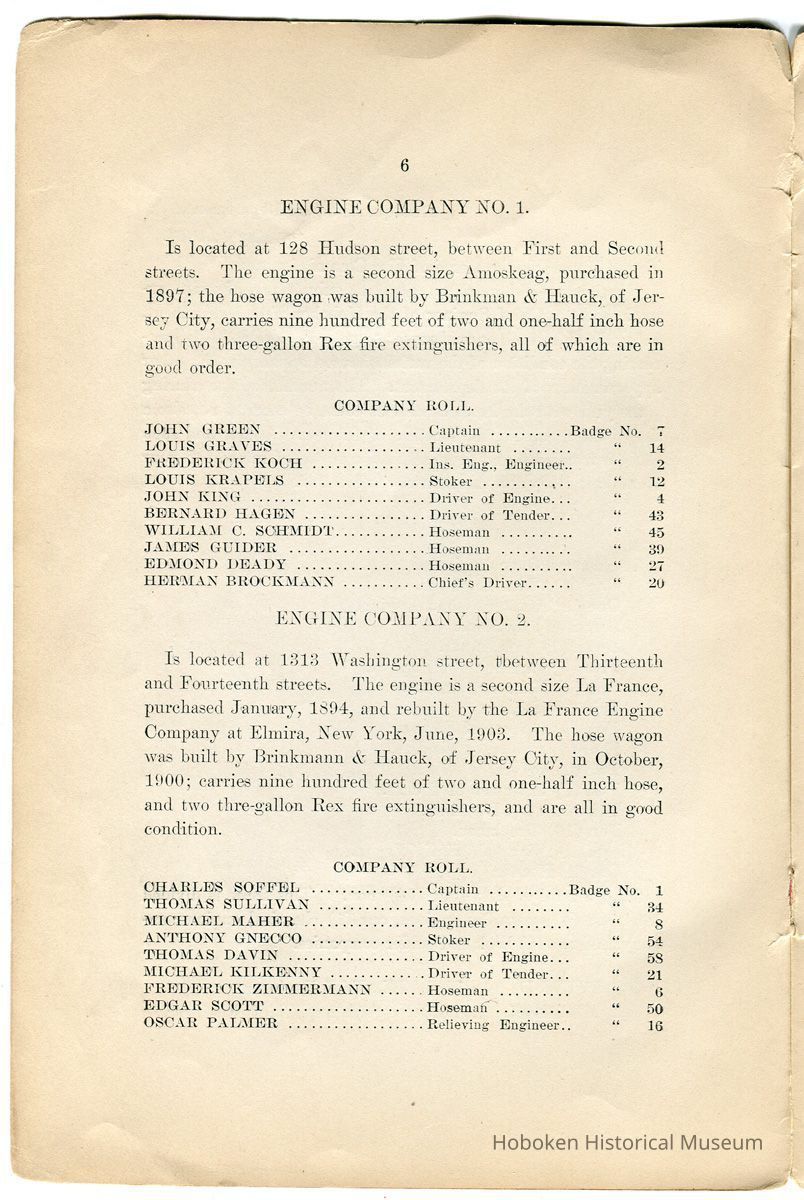 6
ENGINE COMPANY NO. 1.
Is located at 128 Hudson street, between First and Second
streets. The engine is a second size Amoskeag, purchased in
1897; the hose wagon was built by Brinkman & Hauck, of Jer-
sey City, carries nine hundred feet of two and one-half inch hose
and two three-gallon Rex fire extinguishers, all of which are in
good order.
COMPANY ROLL.
JOHN GREEN .................... Captain ...........Badge No. 7
LOUIS GRAVES ................... Lieutenant ........ “ 14
FREDERICK KOCH ............... Ins. Eng., Engineer.. “ 2
LOUIS KRAPELS ................. Stoker ............ “ 12
JOHN KING ....................... Driver of Engine... “ 4
BERNARD HAGEN ................ Driver of Tender... “ 43
WILLIAM C. SCHMIDT............ Hoseman .......... “ 45
JAMES GUIDER .................. Hoseman .......... “ 39
EDMOND DEADY ................. Hoseman .......... “ 27
HERMAN BROCKMANN ........... Chief's Driver...... “ 20
ENGINE COMPANY NO. 2.
Is located at 1313 Washington street, tbetween Thirteenth
and Fourteenth streets. The engine is a second size La France,
purchased January, 1894, and rebuilt by the La France Engine
Company at Elmira, New York, June, 1903. The hose wagon
was built by Brinkmann & Hauck, of Jersey City, in October,
1900; carries nine hundred feet of two and one-half inch hose,
and two thre-gallon Rex fire extinguishers, and are all in good
condition.
COMPANY ROLL.
CHARLES SOFFEL ............... Captain ...........Badge No. 1
THOMAS SULLIVAN .............. Lieutenant ........ “ 34
MICHAEL MAHER ................ Engineer .......... “ 8
ANTHONY GNECCO ............... Stoker ............ “ 54
THOMAS DAVIN .................. Driver of Engine... “ 58
MICHAEL KILKENNY ............ Driver of Tender... “ 21
FREDERICK ZIMMERMANN ...... Hoseman .......... “ 6
EDGAR SCOTT .................... Hoseman .......... “ 50
OSCAR PALMER .................. Relieving Engineer.. “ 16
Hoboken Historical Museum